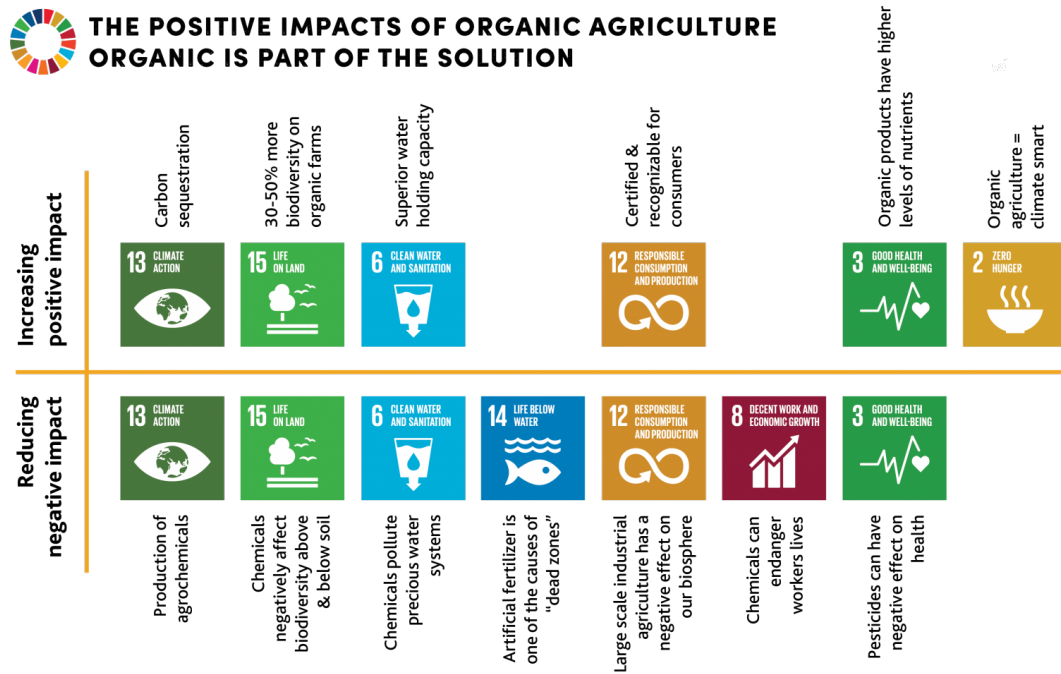 THE POSITIVE IMPACTS OF ORGANIC AGRICULTURE
ORGANIC IS PART OF THE SOLUTION
Increasing
positive impact
Carbon
sequestration
30-50% more
biodiversity on
organic farms
Superior water
holding capacity
Certified &
recognizable for
consumers
Organic products have higher
levels of nutrients
Organic
agriculture =
climate smart
13 CLIMATE
ACTION
15 LIFE
ON LAND
6 CLEAN WATER
AND SANITATION
12 RESPONSIBLE
CONSUMPTION
AND PRODUCTION
3 GOOD HEALTH
AND WELL-BEING
2 ZERO
HUNGER
Reducing
negative impact
13 CLIMATE
ACTION
15 LIFE
ON LAND
6 CLEAN WATER
AND SANITATION
14 LIFE BELOW
WATER
12 RESPONSIBLE
CONSUMPTION
AND PRODUCTION
8 DECENT WORK AND
ECONOMIC GROWTH
3 GOOD HEALTH
AND WELL-BEING
Production of
agrochemicals
Chemicals
negatively affect
biodiversity above
& below soil
Chemicals pollute
precious water
systems
Artificial fertilizer is
one of the causes of
"dead zones"
Large scale industrial
agriculture has a
negative effect on
our biosphere
Chemicals can
endanger
workers lives
Pesticides can have
negative effect on
health